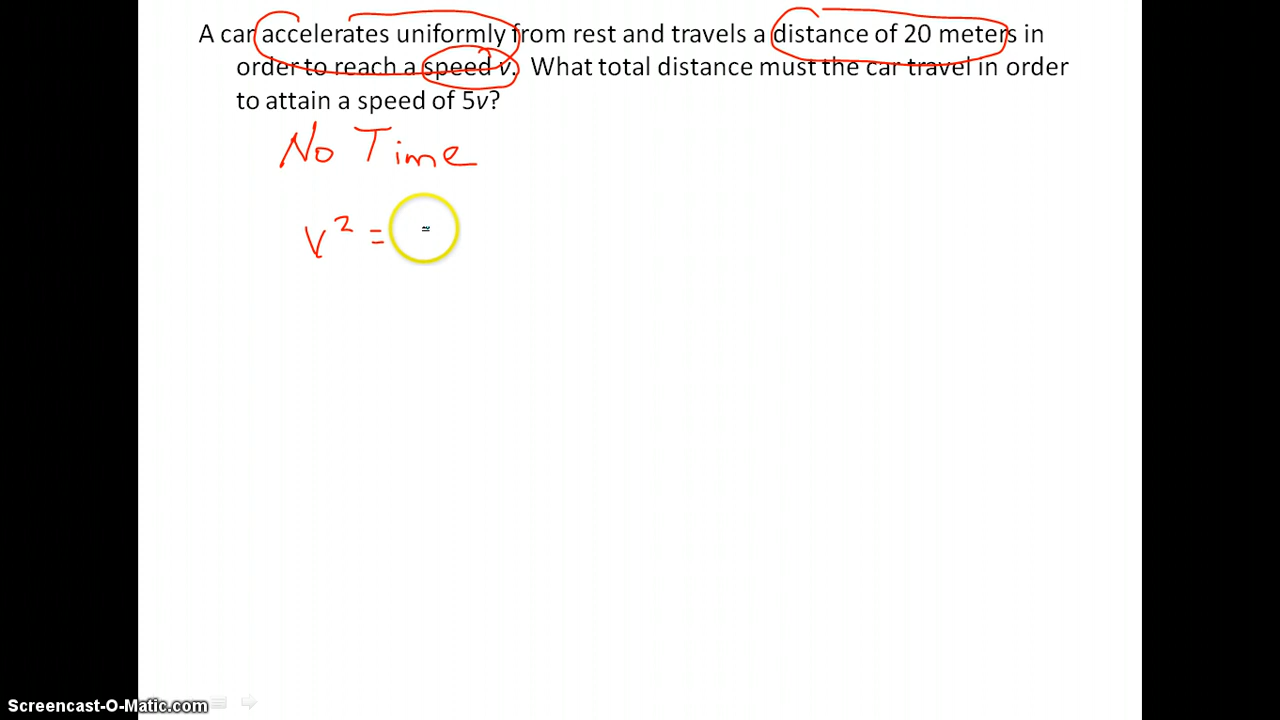 A car accelerates uniformly from rest and travels a distance of 20 meters in
order to reach a speed v. What total distance must the car travel in order
to attain a speed of 5v?
No Time
v² =
Screencast-O-Matic.com